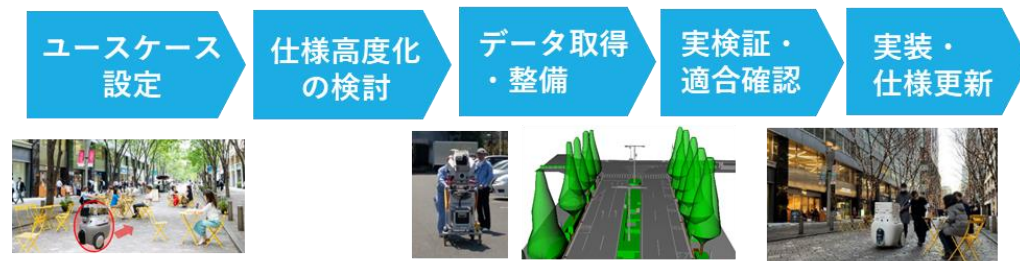 ユースケース
設定
仕様高度化
の検討
データ取得
・整備
実検証・
適合確認
実装・
仕様更新